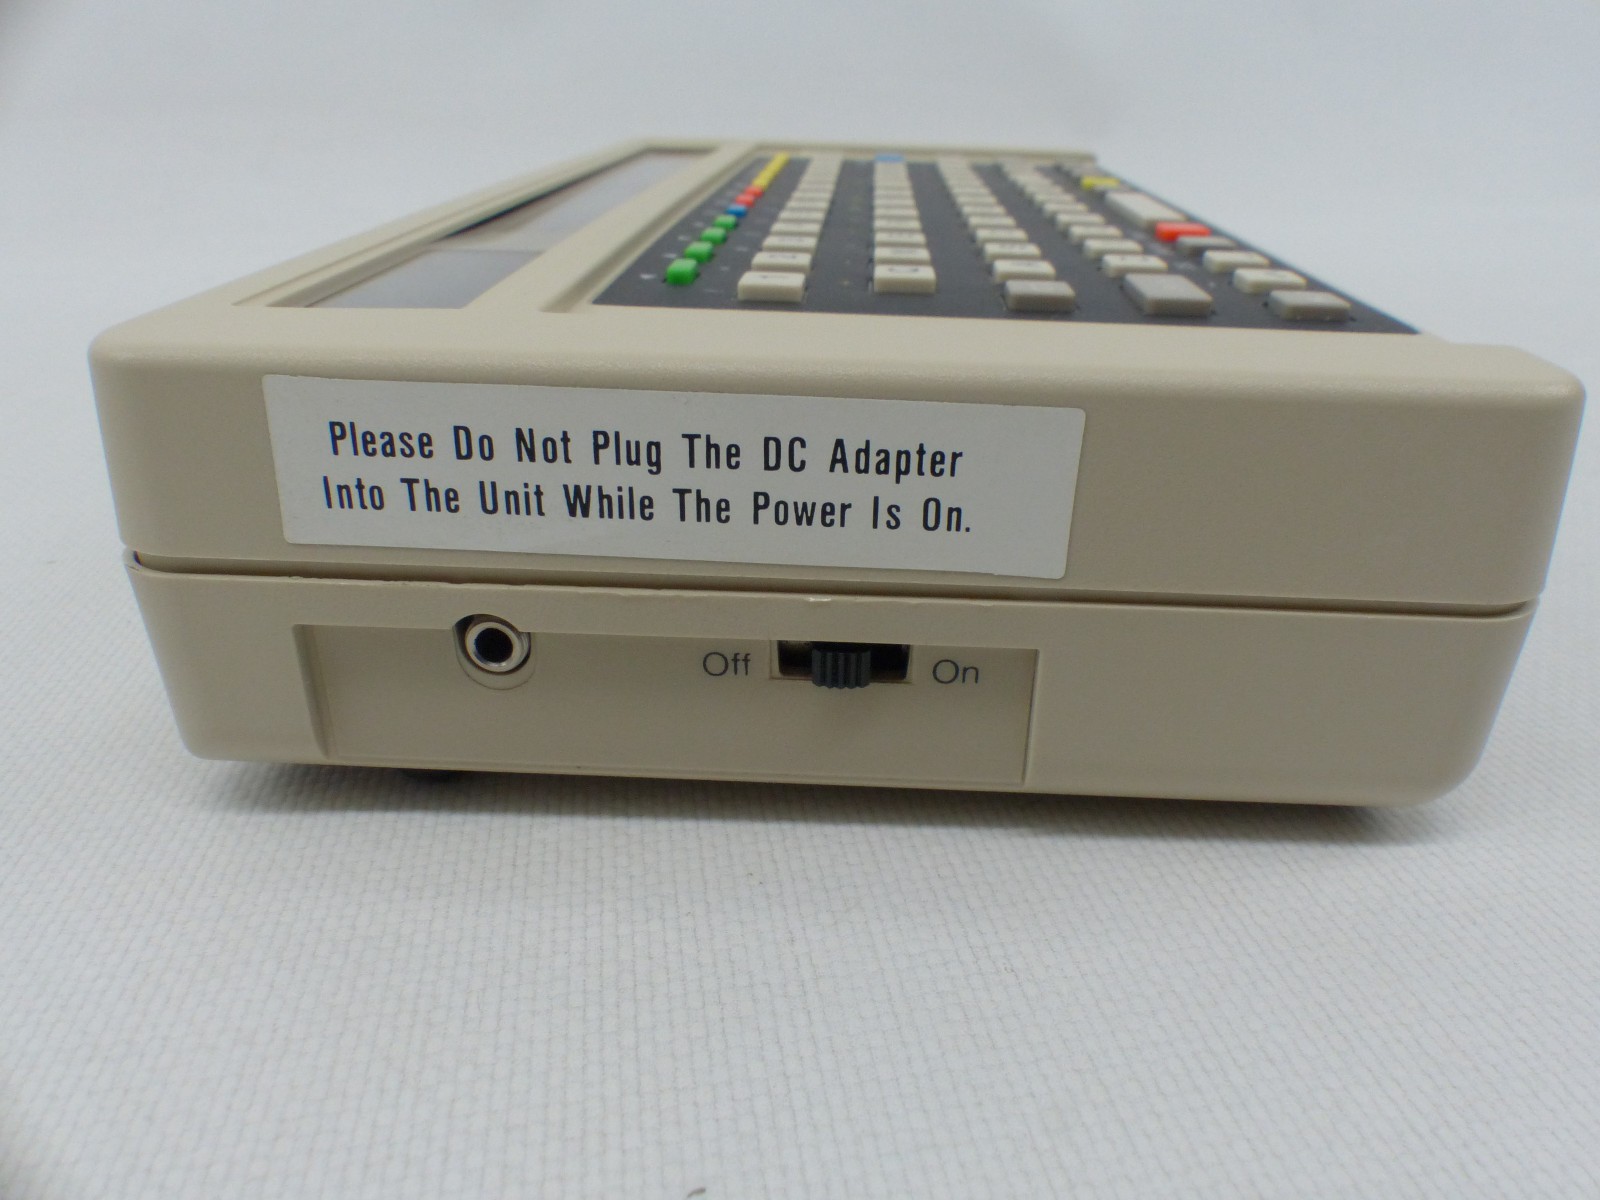 Please Do Not Plug The DC Adapter
Into The Unit While The Power Is On.
Off On